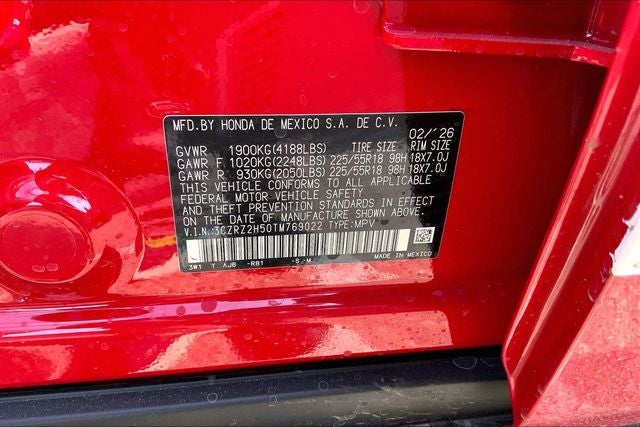 MFD.BY HONDA DE MEXICO S.A. DE C.V. 02/'26
GVWR 1900KG(4188LBS) TIRE SIZE RIM SIZE
GAWR F 1020KG(2248LBS) 225/55R18 98H 18X7.0J
GAWR R 930KG(2050LBS) 225/55R18 98H 18X7.0J
THIS VEHICLE CONFORMS TO ALL APPLICABLE
FEDERAL MOTOR VEHICLE SAFETY
AND THEFT PREVENTION STANDARDS IN EFFECT
ON THE DATE OF MANUFACTURE SHOWN ABOVE.
V.I.N.:3CZRZ2H50TM769022 TYPE:MPV
3W1 T AJ8 -R81 -S,-M MADE IN MEXICO